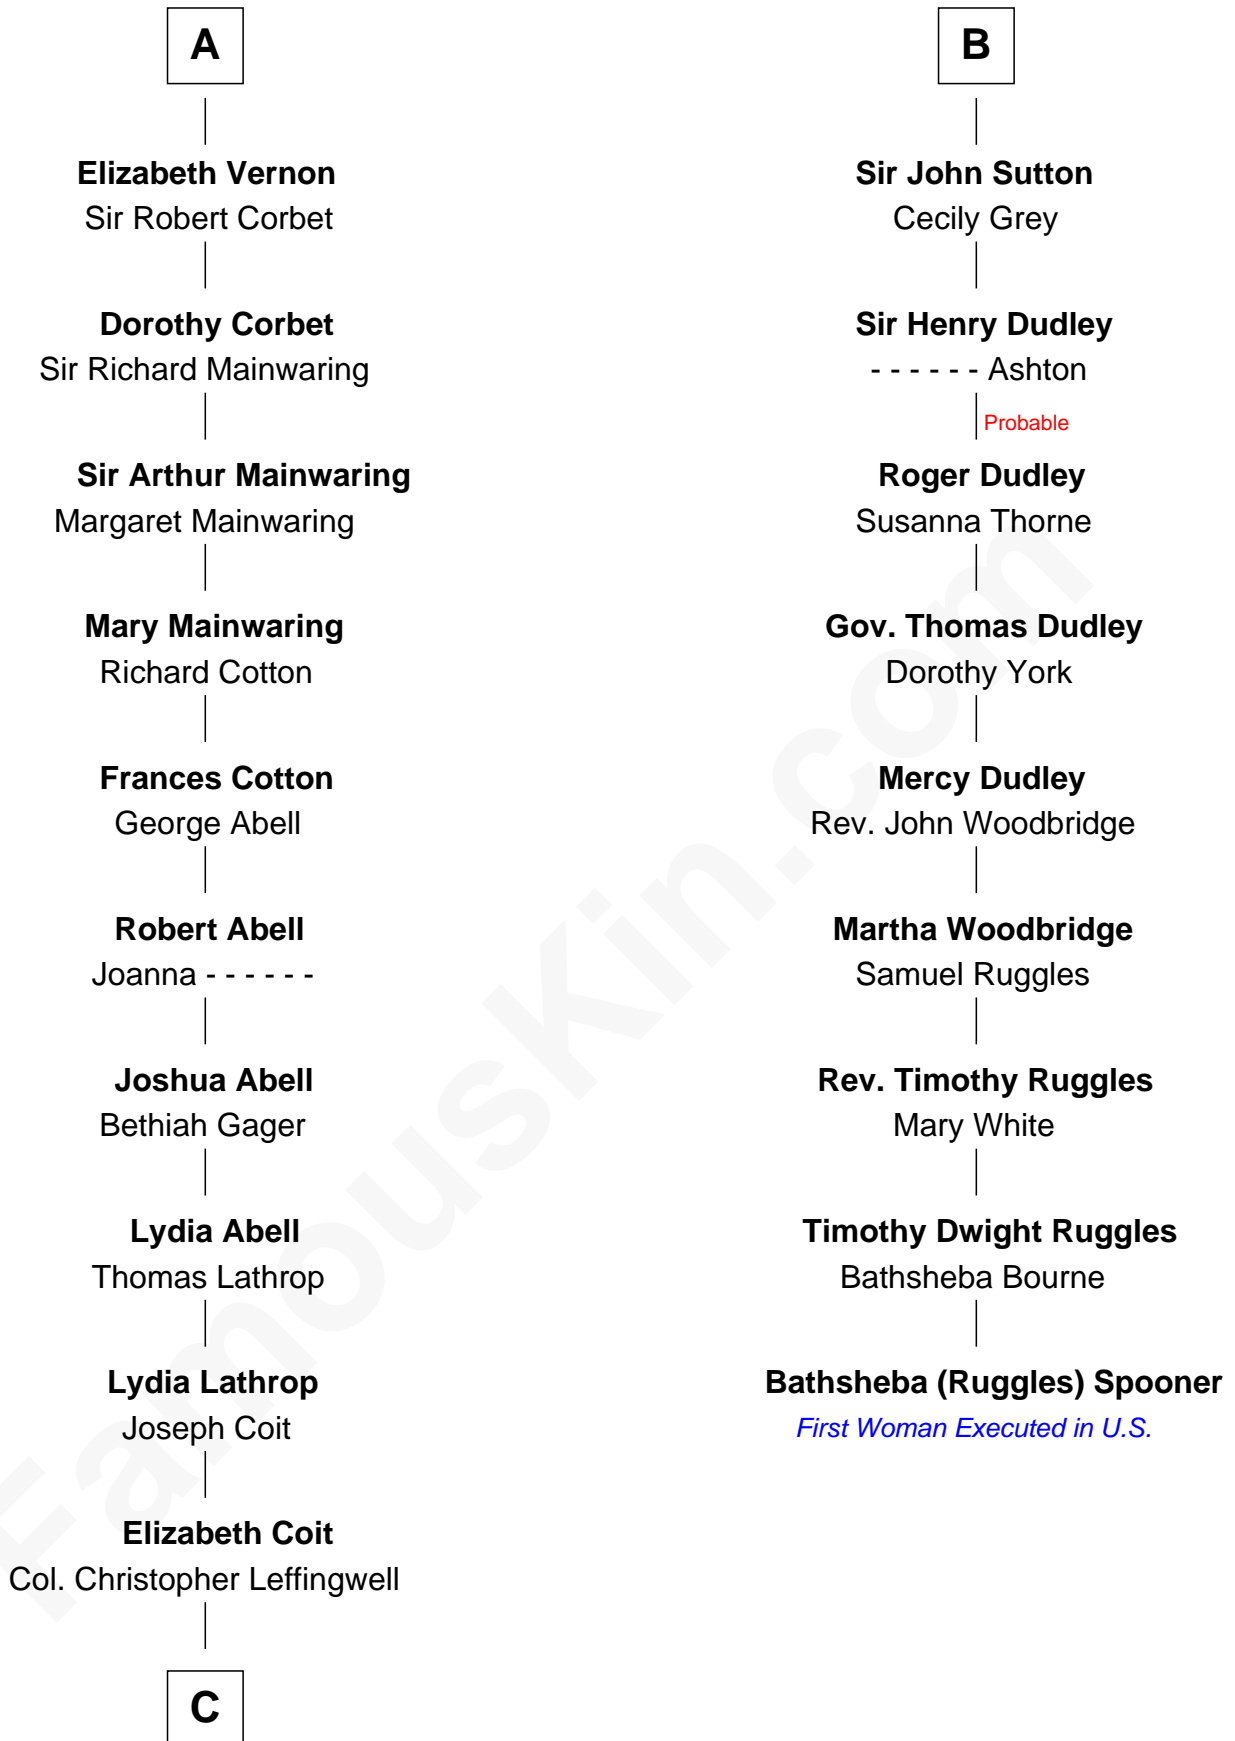 A
Elizabeth Vernon
Sir Robert Corbet
Dorothy Corbet
Sir Richard Mainwaring
Sir Arthur Mainwaring
Margaret Mainwaring
Mary Mainwaring
Richard Cotton
Frances Cotton
George Abell
Robert Abell
Joanna - - - - - -
Joshua Abell
Bethiah Gager
Lydia Abell
Thomas Lathrop
Lydia Lathrop
Joseph Coit
Elizabeth Coit
Col. Christopher Leffingwell
C
B
Sir John Sutton
Cecily Grey
Sir Henry Dudley
- - - - - - Ashton
Probable
Roger Dudley
Susanna Thorne
Gov. Thomas Dudley
Dorothy York
Mercy Dudley
Rev. John Woodbridge
Martha Woodbridge
Samuel Ruggles
Rev. Timothy Ruggles
Mary White
Timothy Dwight Ruggles
Bathsheba Bourne
Bathsheba (Ruggles) Spooner
First Woman Executed in U.S.
FamousKin.com